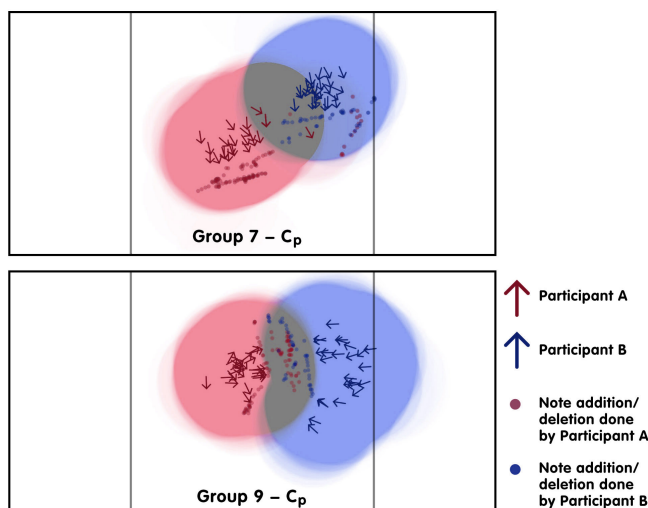 Group 7 – Cp
Participant A
Participant B
Note addition/
deletion done
by Participant A
Note addition/
deletion done
by Participant B
Group 9 – Cp